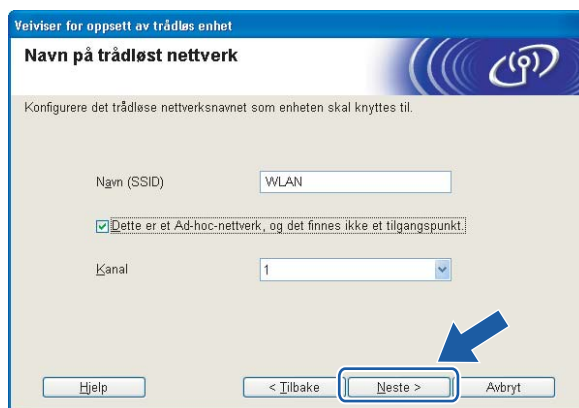 Veiviser for oppsett av trådløs enhet
Navn på trådløst nettverk
Konfigurere det trådløse nettverksnavnet som enheten skal knyttes til.
Navn (SSID) WLAN
Dette er et Ad-hoc-nettverk, og det finnes ikke et tilgangspunkt.
Kanal 1
Hjelp < Tilbake Neste > Avbryt